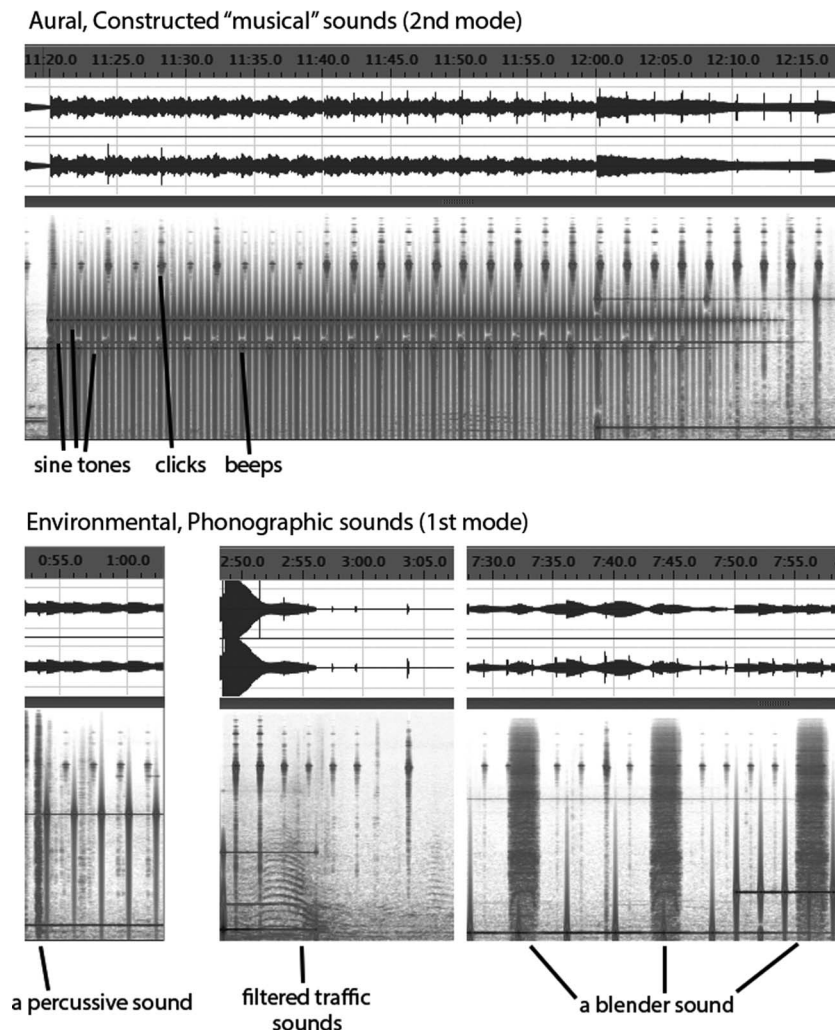 Aural, Constructed “musical” sounds (2nd mode)
11:20.0 11:25.0 11:30.0 11:35.0 11:40.0 11:45.0 11:50.0 11:55.0 12:00.0 12:05.0 12:10.0 12:15.0
sine tones clicks beeps
Environmental, Phonographic sounds (1st mode)
0:55.0 1:00.0 2:50.0 2:55.0 3:00.0 3:05.0 7:30.0 7:35.0 7:40.0 7:45.0 7:50.0 7:55.0
a percussive sound filtered traffic a blender sound
sounds